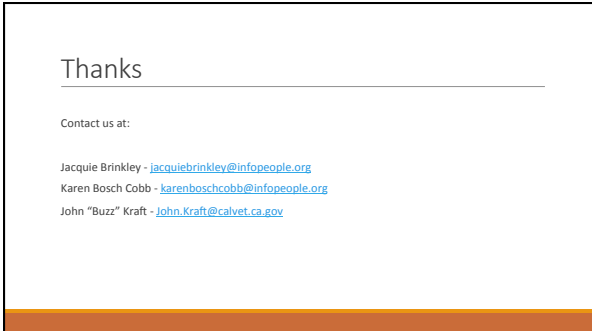 Thanks
Contact us at:
Jacquie Brinkley - jacquiebrinkley@infopeople.org
Karen Bosch Cobb - karenboschcobb@infopeople.org
John “Buzz” Kraft - John.Kraft@calvet.ca.gov